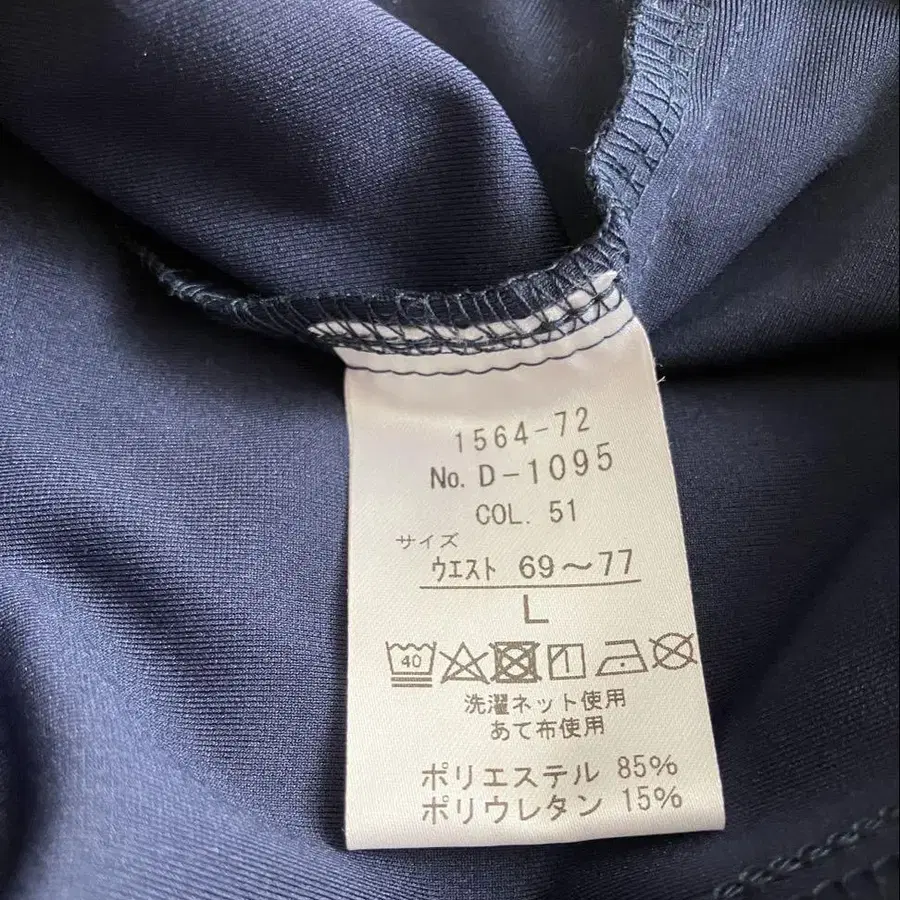 1564-72
No. D-1095
COL. 51
サイズ
ウエスト 69〜77
L
40
洗濯ネット使用
あて布使用
ポリエステル 85%
ポリウレタン 15%